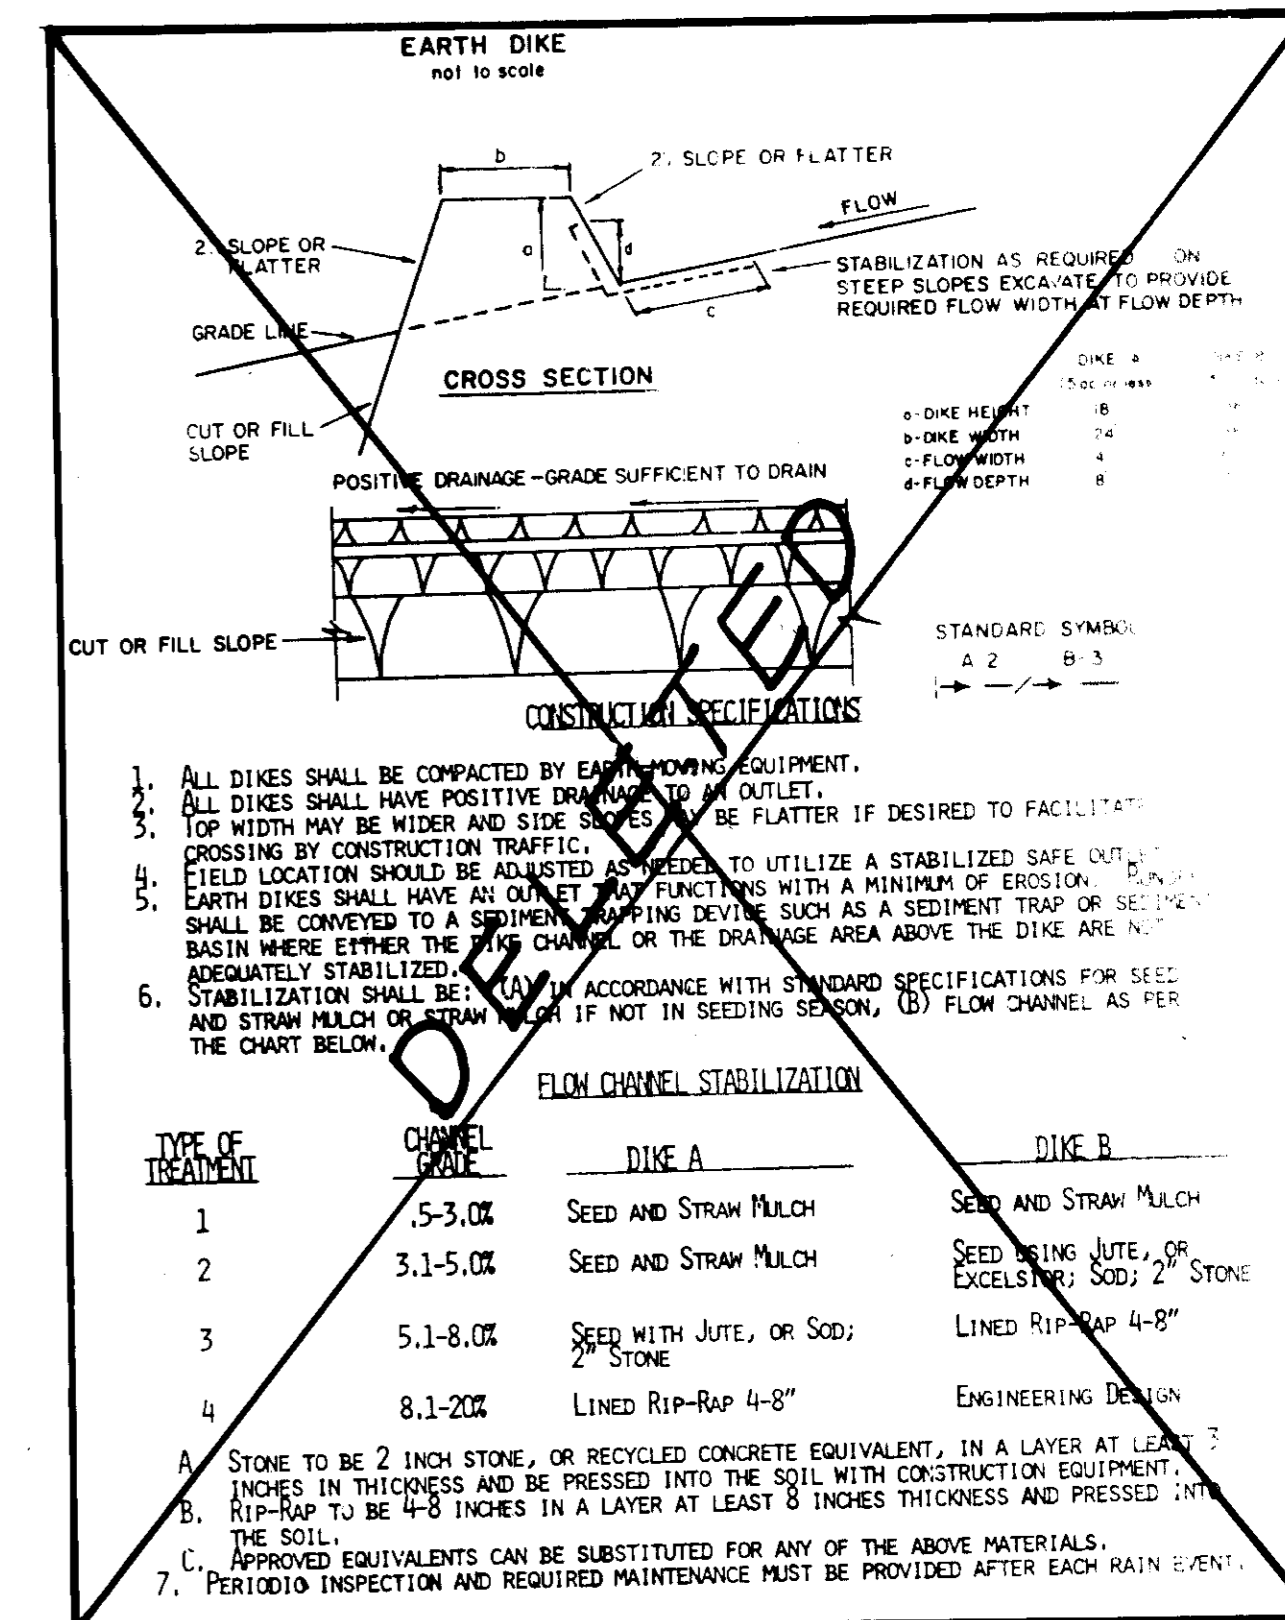 EARTH DIKE
not to scale
b
2: SLOPE OR FLATTER
FLOW
2: SLOPE OR
FLATTER
a
d
STABILIZATION AS REQUIRED ON
STEEP SLOPES EXCAVATE TO PROVIDE
REQUIRED FLOW WIDTH AT FLOW DEPTH
c
GRADE LINE
CROSS SECTION
DIKE A
a-DIKE HEIGHT 18
b-DIKE WIDTH 24
c-FLOW WIDTH 4
d-FLOW DEPTH 8
CUT OR FILL
SLOPE
POSITIVE DRAINAGE-GRADE SUFFICIENT TO DRAIN
CUT OR FILL SLOPE
STANDARD SYMBOL
A 2 B-3
DELETED
CONSTRUCTION SPECIFICATIONS
1. ALL DIKES SHALL BE COMPACTED BY EARTH-MOVING EQUIPMENT.
2. ALL DIKES SHALL HAVE POSITIVE DRAINAGE TO AN OUTLET.
3. TOP WIDTH MAY BE WIDER AND SIDE SLOPES MAY BE FLATTER IF DESIRED TO FACILITATE
CROSSING BY CONSTRUCTION TRAFFIC.
4. FIELD LOCATION SHOULD BE ADJUSTED AS NEEDED TO UTILIZE A STABILIZED SAFE OUTLET
5. EARTH DIKES SHALL HAVE AN OUTLET THAT FUNCTIONS WITH A MINIMUM OF EROSION.
SHALL BE CONVEYED TO A SEDIMENT TRAPPING DEVICE SUCH AS A SEDIMENT TRAP OR SEDIMENT
BASIN WHERE EITHER THE DIKE CHANNEL OR THE DRAINAGE AREA ABOVE THE DIKE ARE NOT
ADEQUATELY STABILIZED.
6. STABILIZATION SHALL BE: (A) IN ACCORDANCE WITH STANDARD SPECIFICATIONS FOR SEED
AND STRAW MULCH OR STRAW MULCH IF NOT IN SEEDING SEASON, (B) FLOW CHANNEL AS PER
THE CHART BELOW.
FLOW CHANNEL STABILIZATION
TYPE OF TREATMENT CHANNEL GRADE DIKE A DIKE B
1 .5-3.0% SEED AND STRAW MULCH SEED AND STRAW MULCH
2 3.1-5.0% SEED AND STRAW MULCH SEED USING JUTE, OR
EXCELSIOR; SOD; 2" STONE
3 5.1-8.0% SEED WITH JUTE, OR SOD; LINED RIP-RAP 4-8"
2" STONE
4 8.1-20% LINED RIP-RAP 4-8" ENGINEERING DESIGN
A. STONE TO BE 2 INCH STONE, OR RECYCLED CONCRETE EQUIVALENT, IN A LAYER AT LEAST 3
INCHES IN THICKNESS AND BE PRESSED INTO THE SOIL WITH CONSTRUCTION EQUIPMENT.
B. RIP-RAP TO BE 4-8 INCHES IN A LAYER AT LEAST 8 INCHES THICKNESS AND PRESSED INTO
THE SOIL.
C. APPROVED EQUIVALENTS CAN BE SUBSTITUTED FOR ANY OF THE ABOVE MATERIALS.
7. PERIODIC INSPECTION AND REQUIRED MAINTENANCE MUST BE PROVIDED AFTER EACH RAIN EVENT.